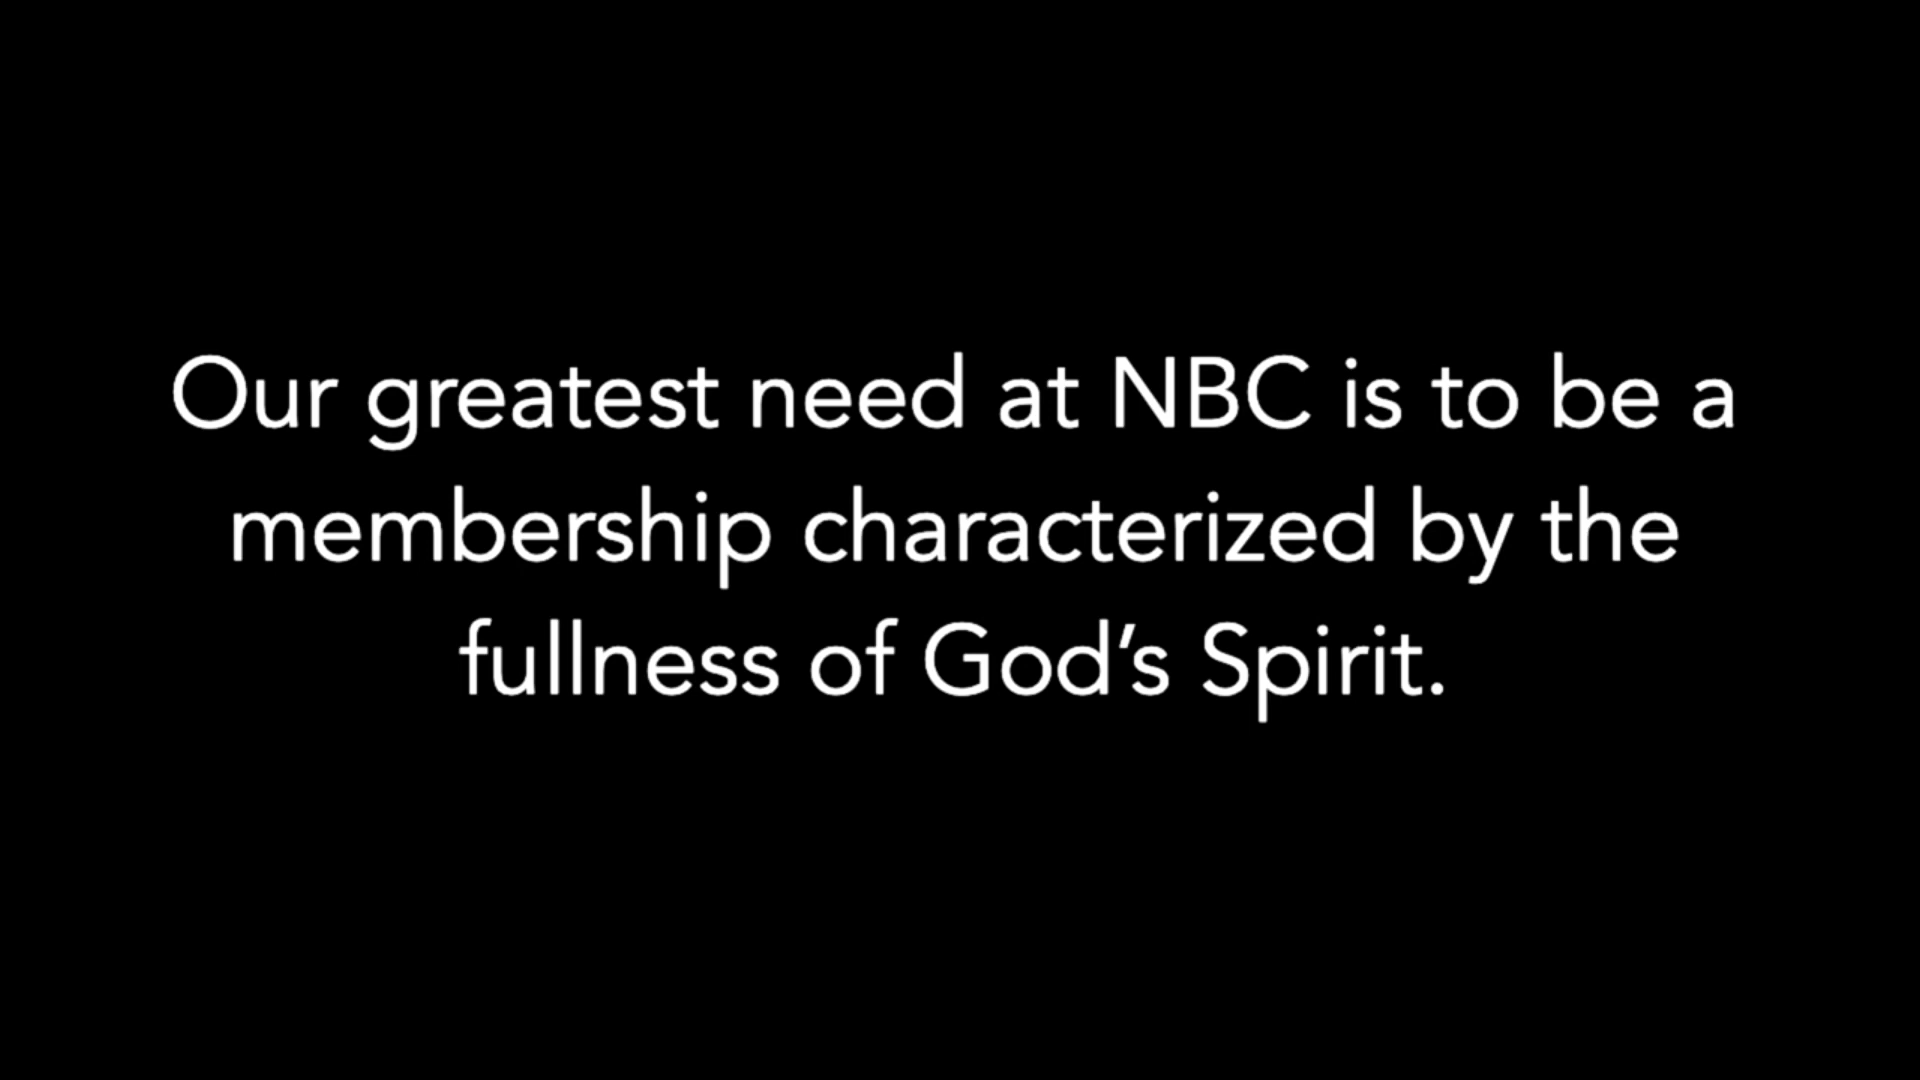 Our greatest need at NBC is to be a
membership characterized by the
fullness of God’s Spirit.